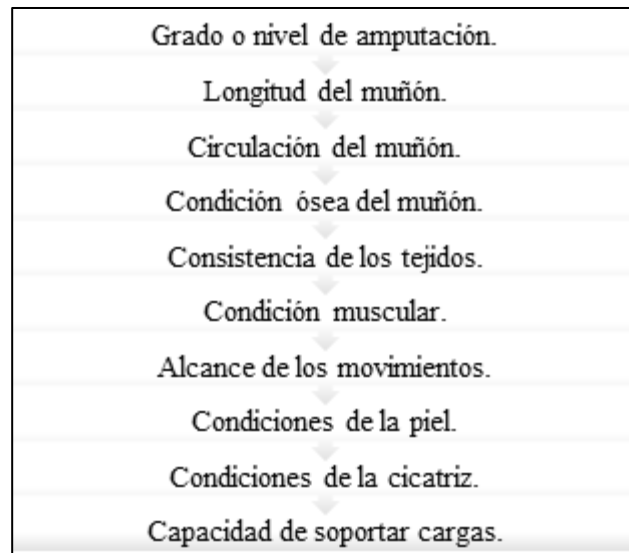 Grado o nivel de amputación.
Longitud del muñón.
Circulación del muñón.
Condición ósea del muñón.
Consistencia de los tejidos.
Condición muscular.
Alcance de los movimientos.
Condiciones de la piel.
Condiciones de la cicatriz.
Capacidad de soportar cargas.